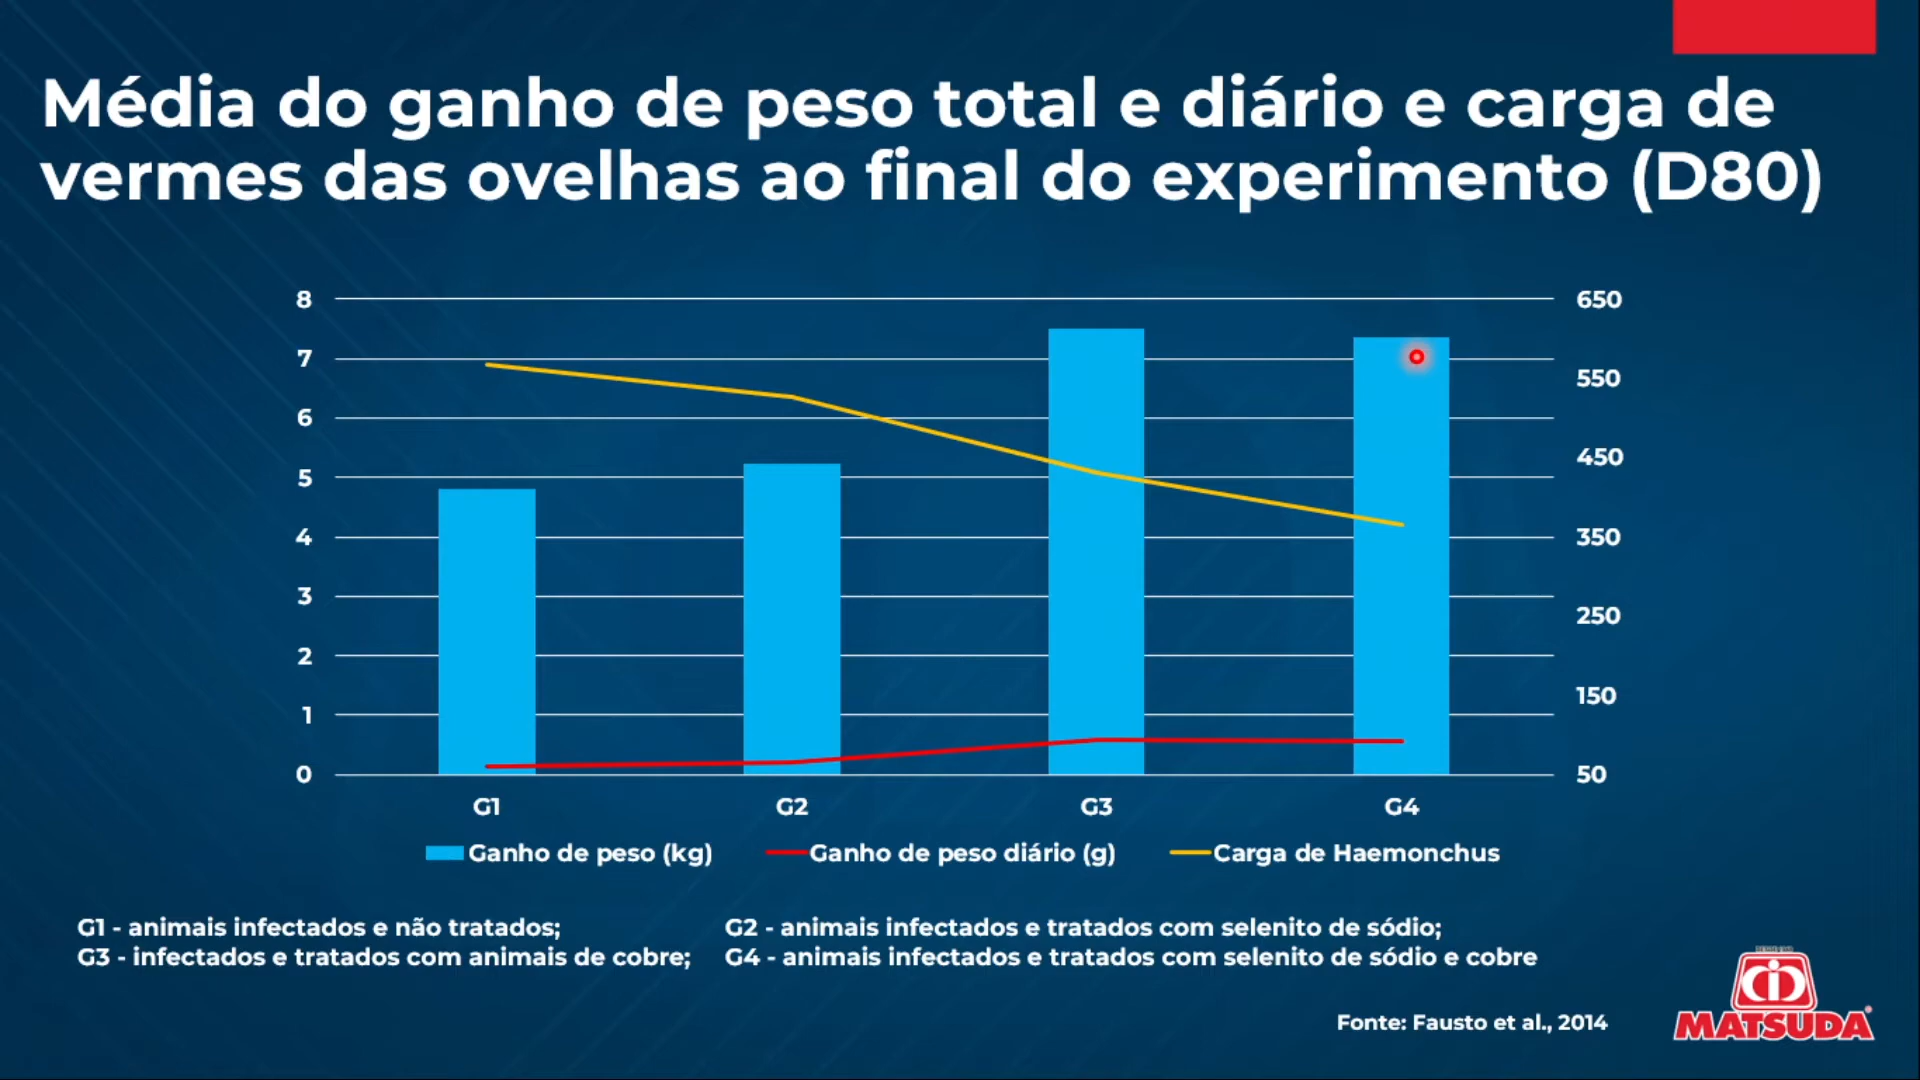 Média do ganho de peso total e diário e carga de
vermes das ovelhas ao final do experimento (D80)
8
7
6
5
4
3
2
1
0
650
550
450
350
250
150
50
G1
G2
G3
G4
Ganho de peso (kg)
Ganho de peso diário (g)
Carga de Haemonchus
G1 - animais infectados e não tratados;
G2 - animais infectados e tratados com selenito de sódio;
G3 - infectados e tratados com animais de cobre;
G4 - animais infectados e tratados com selenito de sódio e cobre
Fonte: Fausto et al., 2014
MATSUDA